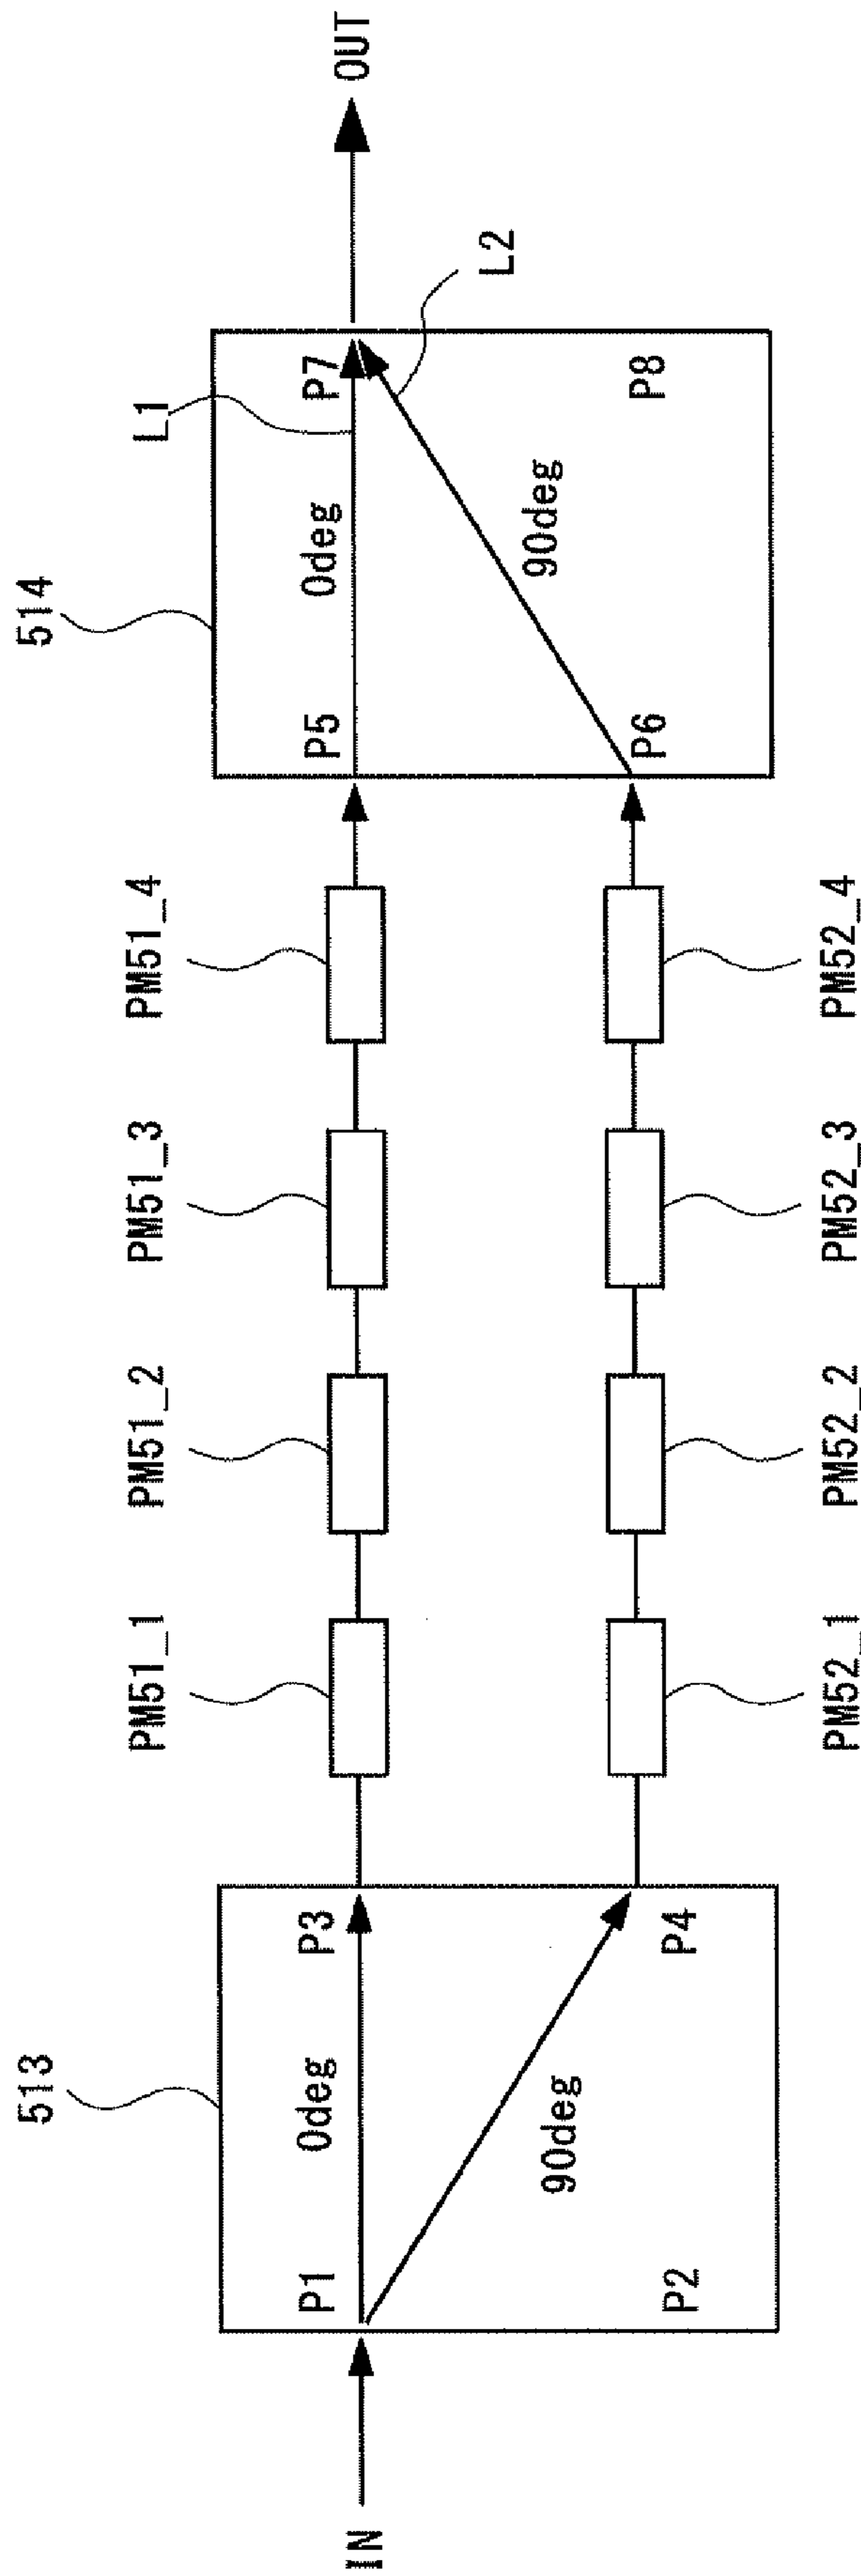 513
514
PM51_1
PM51_2
PM51_3
PM51_4
L1
IN
P1
0deg
P3
P5
0deg
P7
OUT
L2
90deg
90deg
P2
P4
P6
P8
PM52_1
PM52_2
PM52_3
PM52_4